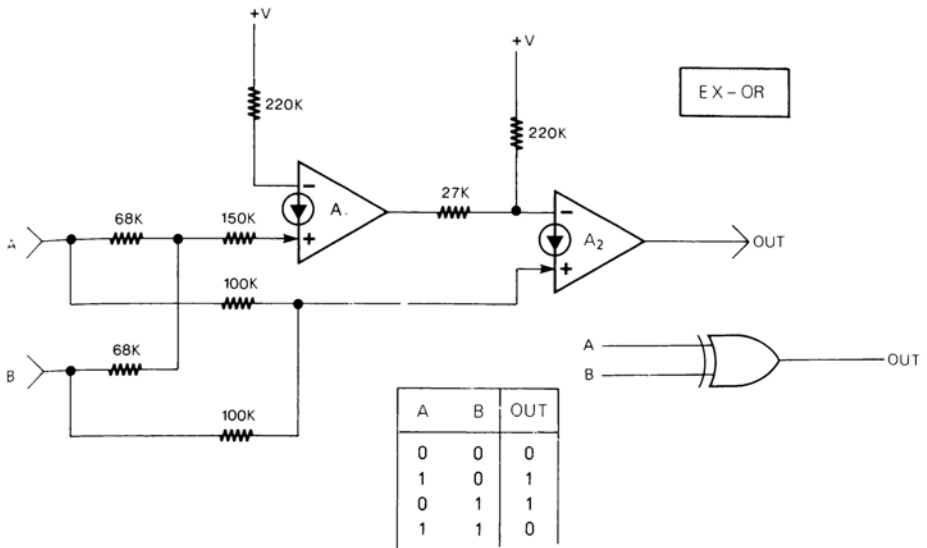 +V
+V
220K
220K
EX-OR
A
68K
150K
−
+
A.
27K
−
+
A2
OUT
100K
B
68K
100K
A
B
OUT
A B OUT
0 0 0
1 0 1
0 1 1
1 1 0